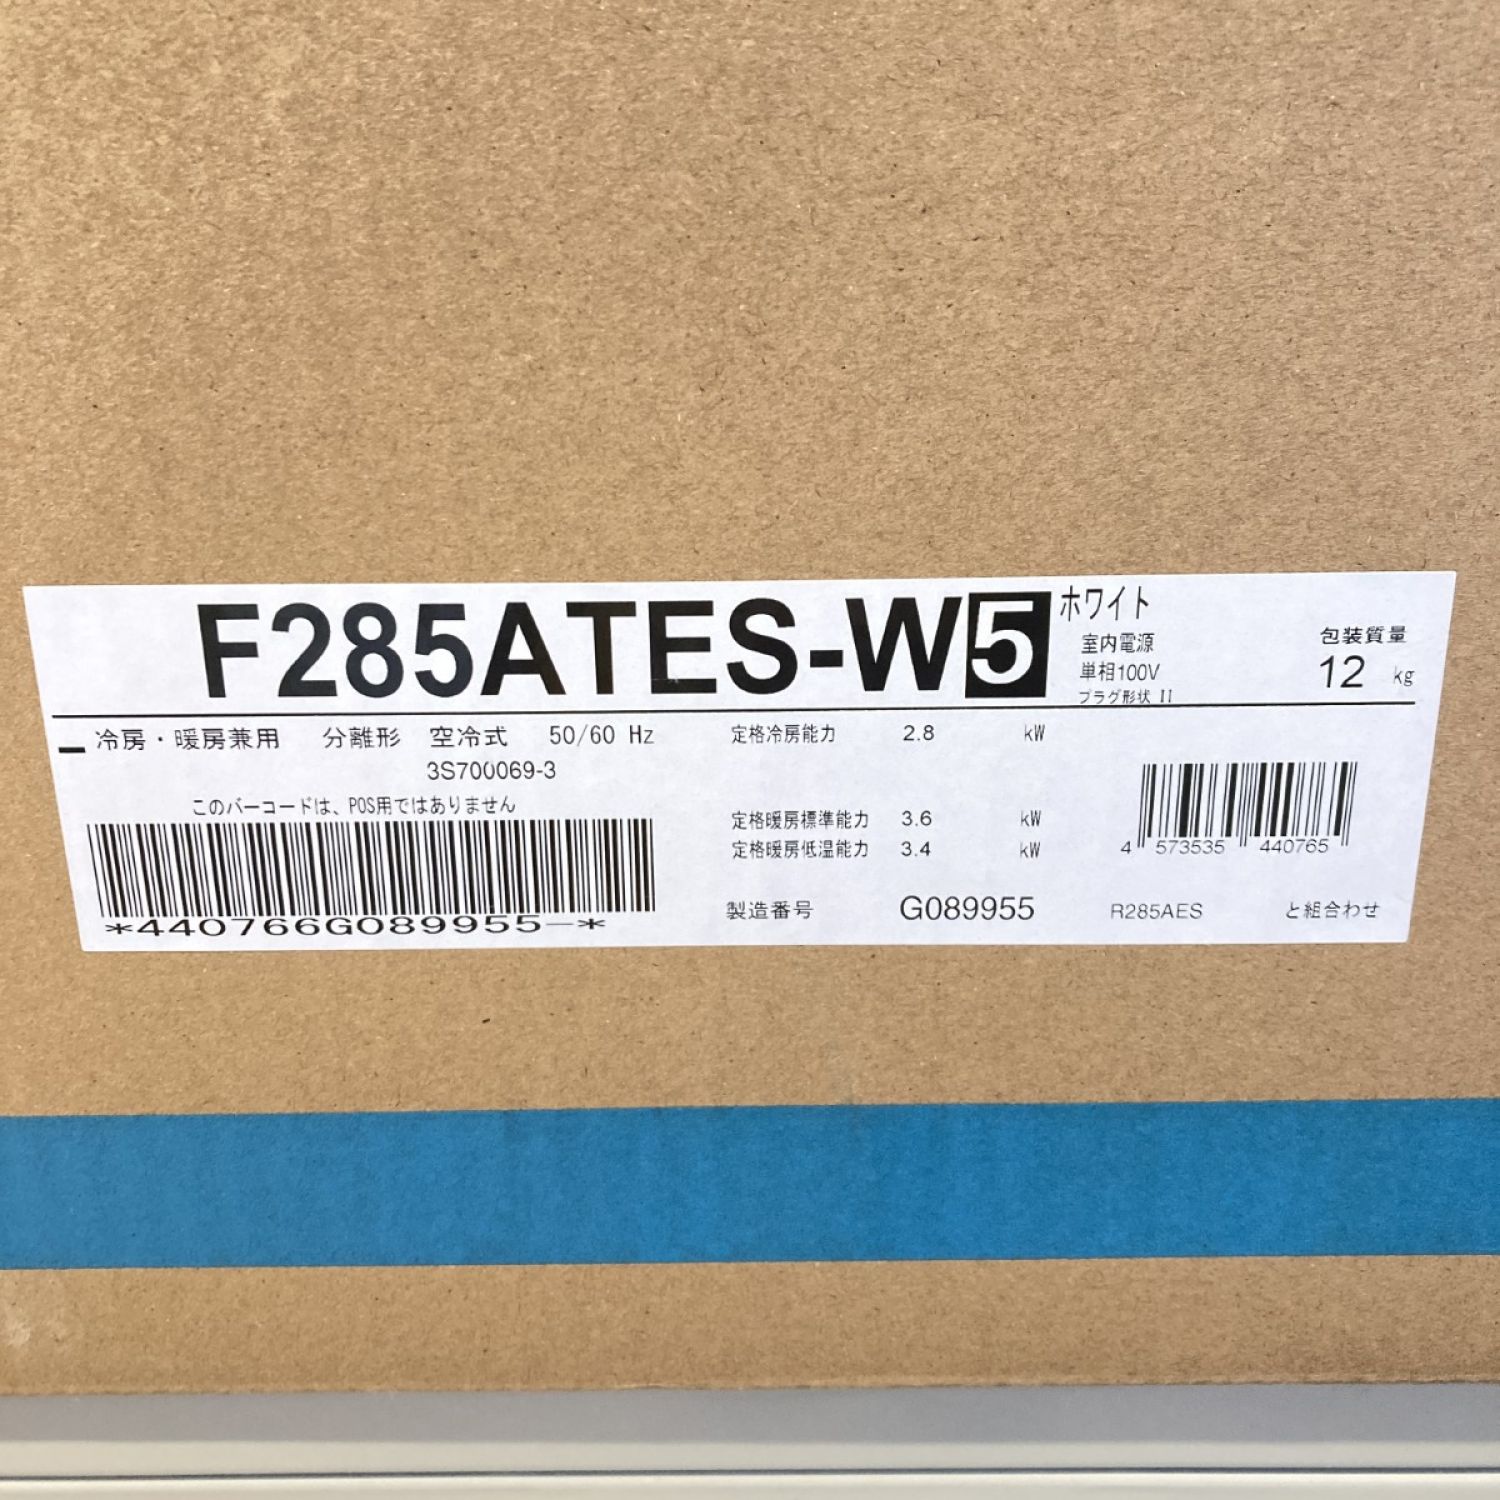 F285ATES-W5
ホワイト
室内電源
単相100V
プラグ形状 II
包装質量
12 kg
冷房・暖房兼用 分離形 空冷式 50/60 Hz
3S700069-3
このバーコードは、POS用ではありません
*440766G089955-*
定格冷房能力 2.8 kW
定格暖房標準能力 3.6 kW
定格暖房低温能力 3.4 kW
製造番号 G089955
4 573535 440765
R285AES と組合わせ